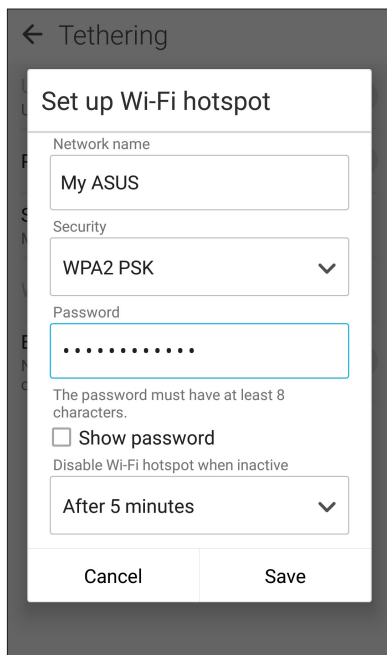 Tethering
Set up Wi-Fi hotspot
Network name
My ASUS
Security
WPA2 PSK
Password
••••••••••••
The password must have at least 8
characters.
Show password
Disable Wi-Fi hotspot when inactive
After 5 minutes
Cancel
Save